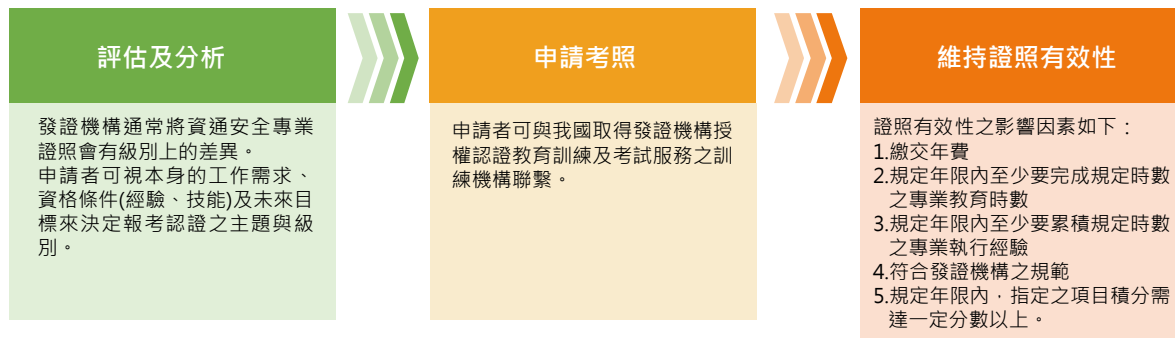 評估及分析
發證機構通常將資通安全專業
證照會有級別上的差異。
申請者可視本身的工作需求、
資格條件(經驗、技能)及未來目
標來決定報考認證之主題與級
別。
申請考照
申請者可與我國取得發證機構授
權認證教育訓練及考試服務之訓
練機構聯繫。
維持證照有效性
證照有效性之影響因素如下：
1.繳交年費
2.規定年限內至少要完成規定時數
之專業教育時數
3.規定年限內至少要累積規定時數
之專業執行經驗
4.符合發證機構之規範
5.規定年限內，指定之項目積分需
達一定分數以上。